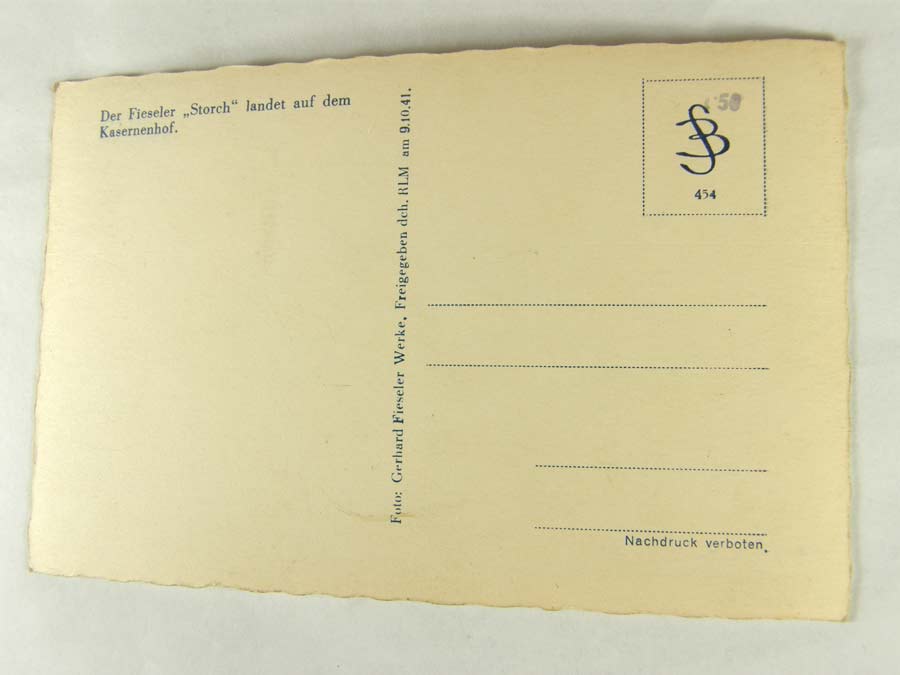 Der Fieseler „Storch“ landet auf dem
Kasernenhof.
Foto: Gerhard Fieseler Werke, Freigegeben dch. RLM am 9.10.41.
50
454
Nachdruck verboten.